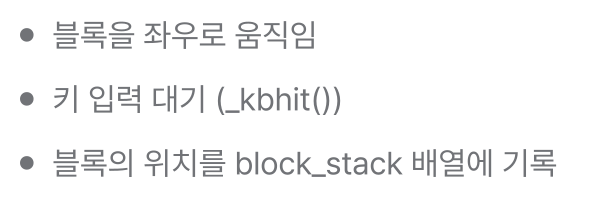 • 블록을 좌우로 움직임
• 키 입력 대기 (_kbhit())
• 블록의 위치를 block_stack 배열에 기록